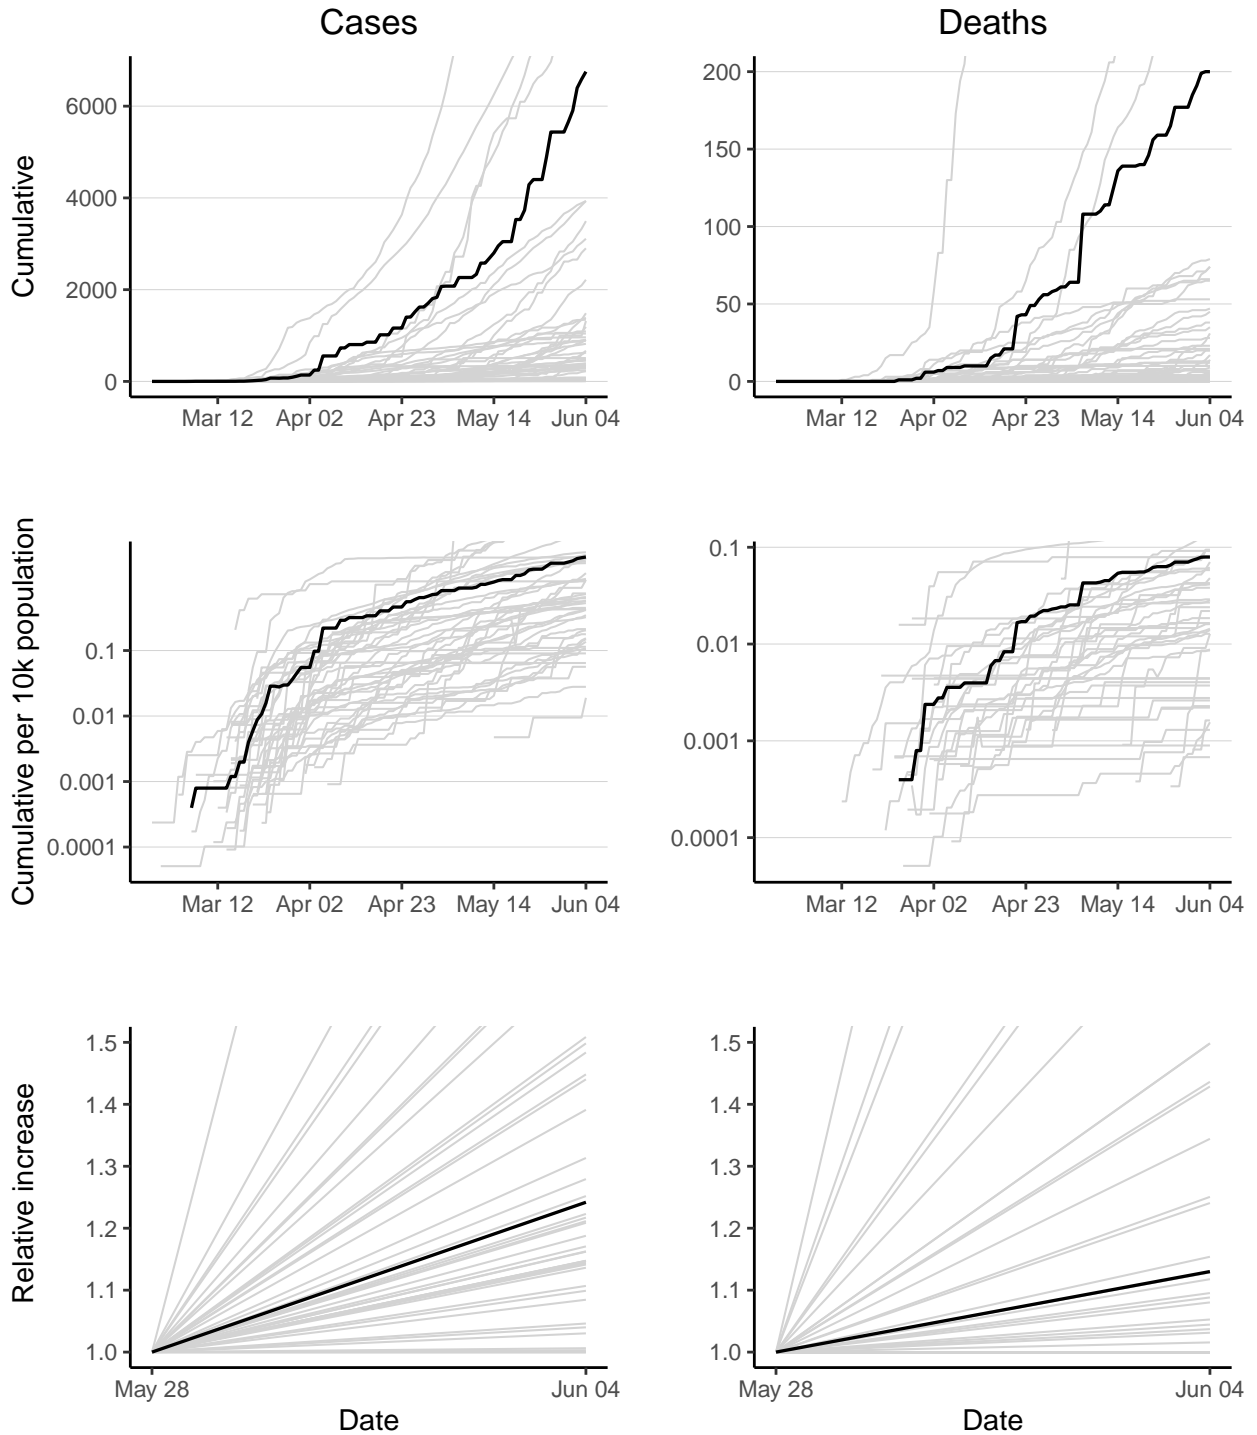 Cases
Deaths
Cumulative
6000
4000
2000
0
Mar 12 Apr 02 Apr 23 May 14 Jun 04
200
150
100
50
0
Mar 12 Apr 02 Apr 23 May 14 Jun 04
Cumulative per 10k population
0.1
0.01
0.001
0.0001
Mar 12 Apr 02 Apr 23 May 14 Jun 04
0.1
0.01
0.001
0.0001
Mar 12 Apr 02 Apr 23 May 14 Jun 04
Relative increase
1.5
1.4
1.3
1.2
1.1
1.0
May 28 Jun 04
Date
1.5
1.4
1.3
1.2
1.1
1.0
May 28 Jun 04
Date